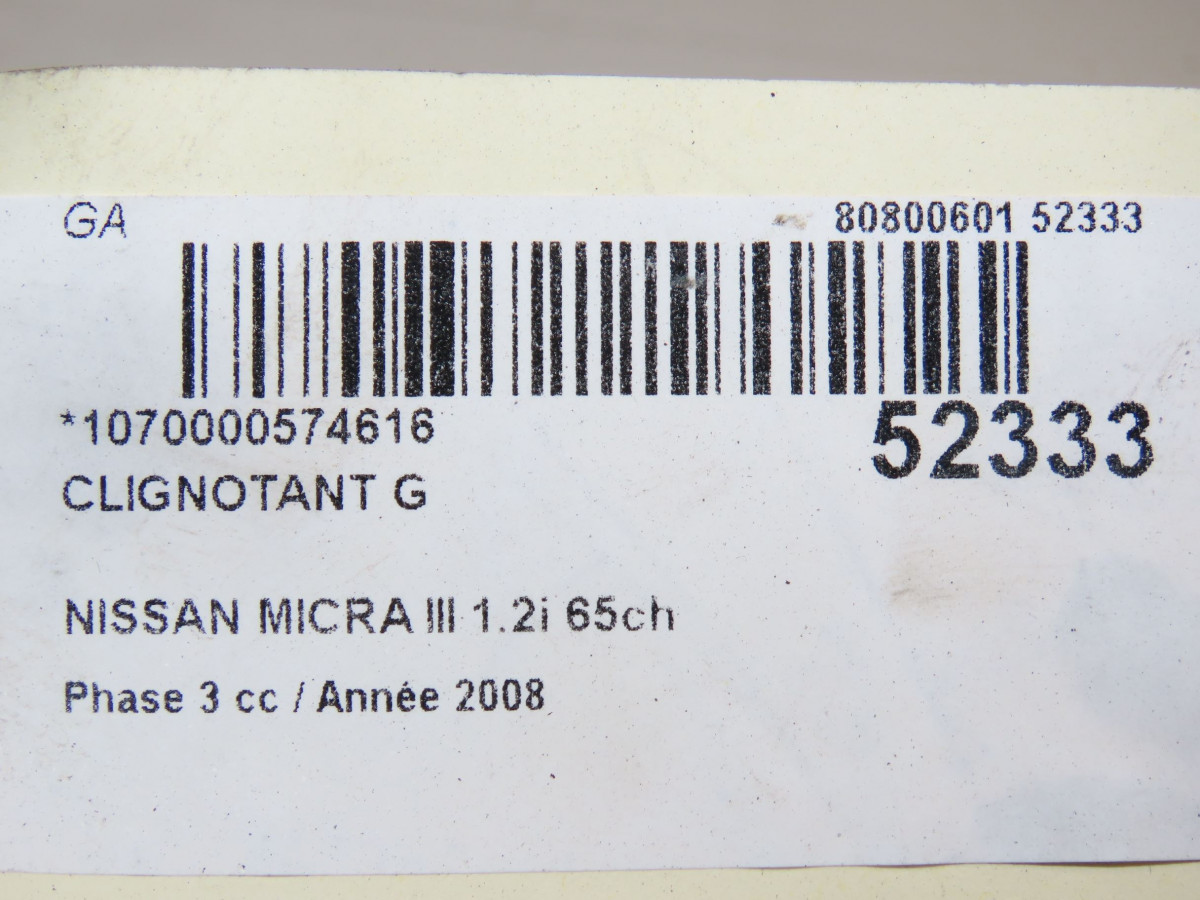 GA 80800601 52333
*1070000574616 52333
CLIGNOTANT G
NISSAN MICRA III 1.2i 65ch
Phase 3 cc / Année 2008